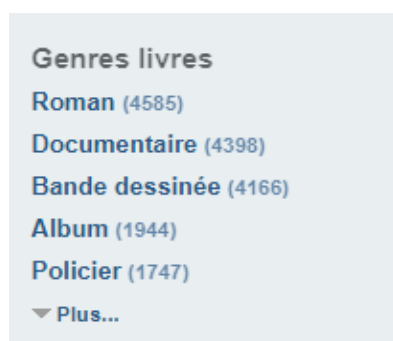 Genres livres
Roman (4585)
Documentaire (4398)
Bande dessinée (4166)
Album (1944)
Policier (1747)
Plus...